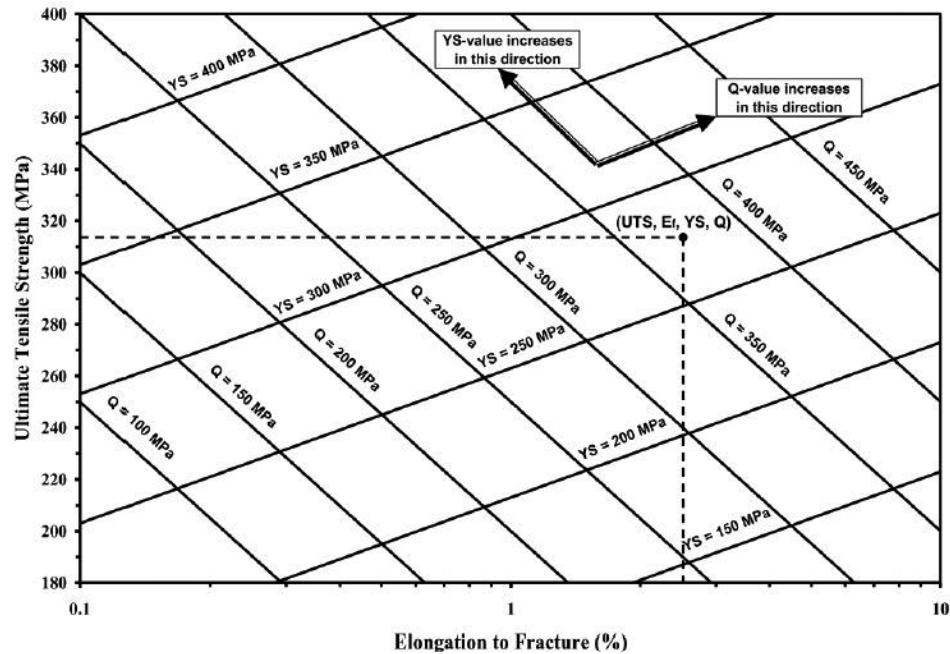 400
380
360
340
320
300
280
260
240
220
200
180
0.1
1
10
Ultimate Tensile Strength (MPa)
Elongation to Fracture (%)
YS-value increases
in this direction
Q-value increases
in this direction
YS = 400 MPa
YS = 350 MPa
YS = 300 MPa
YS = 250 MPa
YS = 200 MPa
YS = 150 MPa
(UTS, Ef, YS, Q)
Q = 450 MPa
Q = 400 MPa
Q = 350 MPa
Q = 300 MPa
Q = 250 MPa
Q = 200 MPa
Q = 150 MPa
Q = 100 MPa